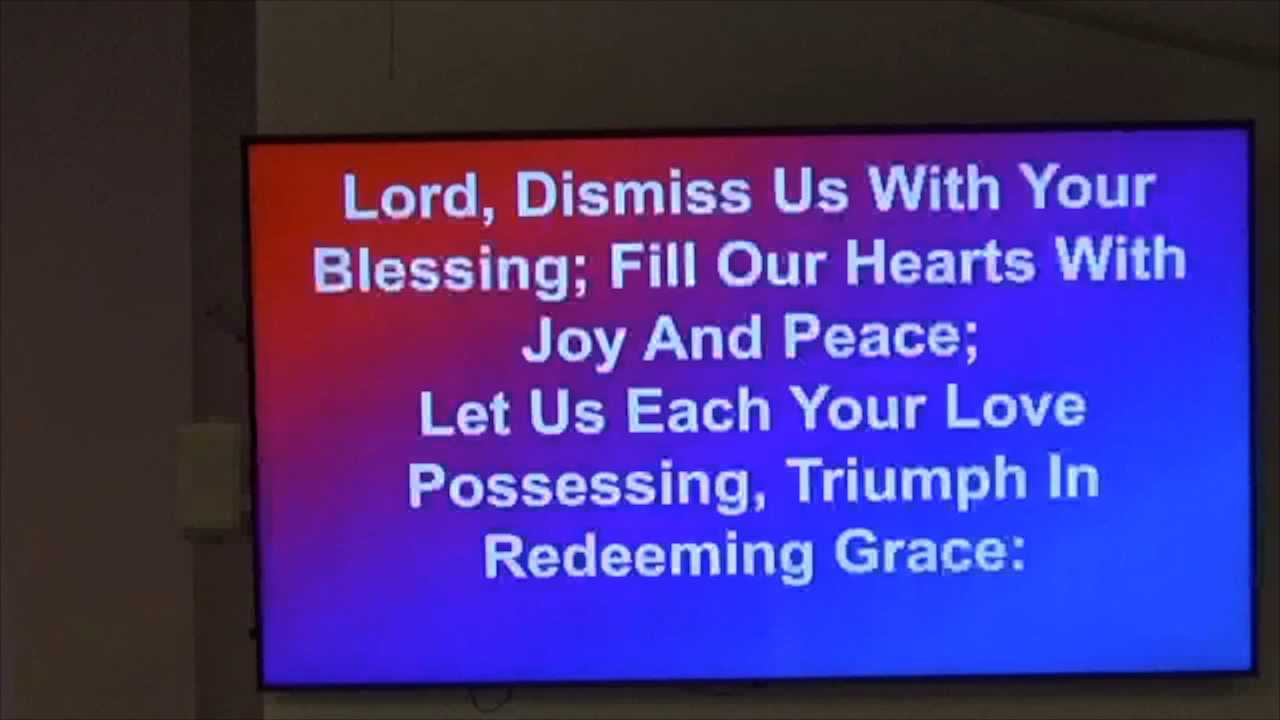 Lord, Dismiss Us With Your
Blessing; Fill Our Hearts With
Joy And Peace;
Let Us Each Your Love
Possessing, Triumph In
Redeeming Grace: